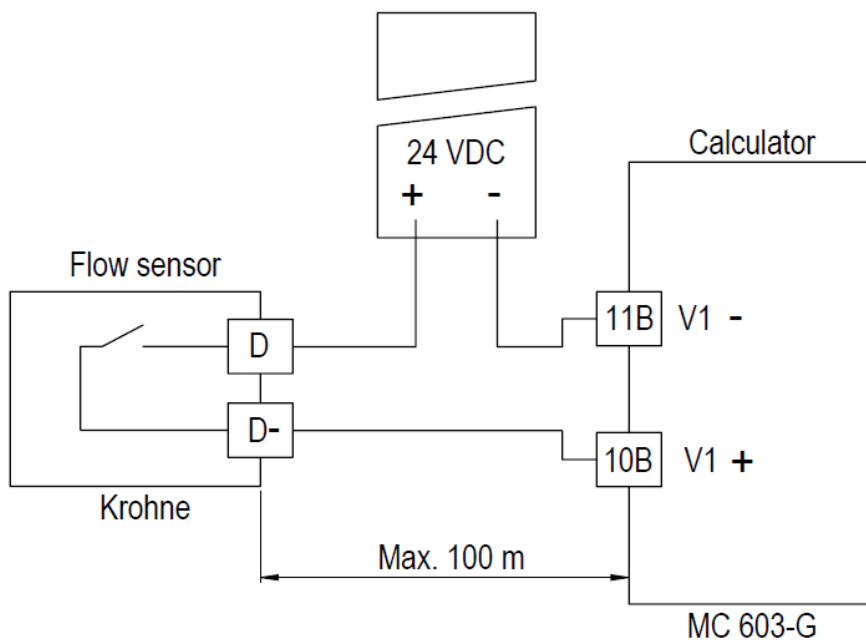 24 VDC
+ -
Calculator
Flow sensor
11B V1 -
D
D-
10B V1 +
Krohne
Max. 100 m
MC 603-G